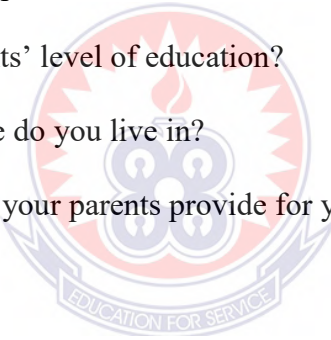 ts’ level of education?
e do you live in?
your parents provide for y
EDUCATION FOR SERVICE